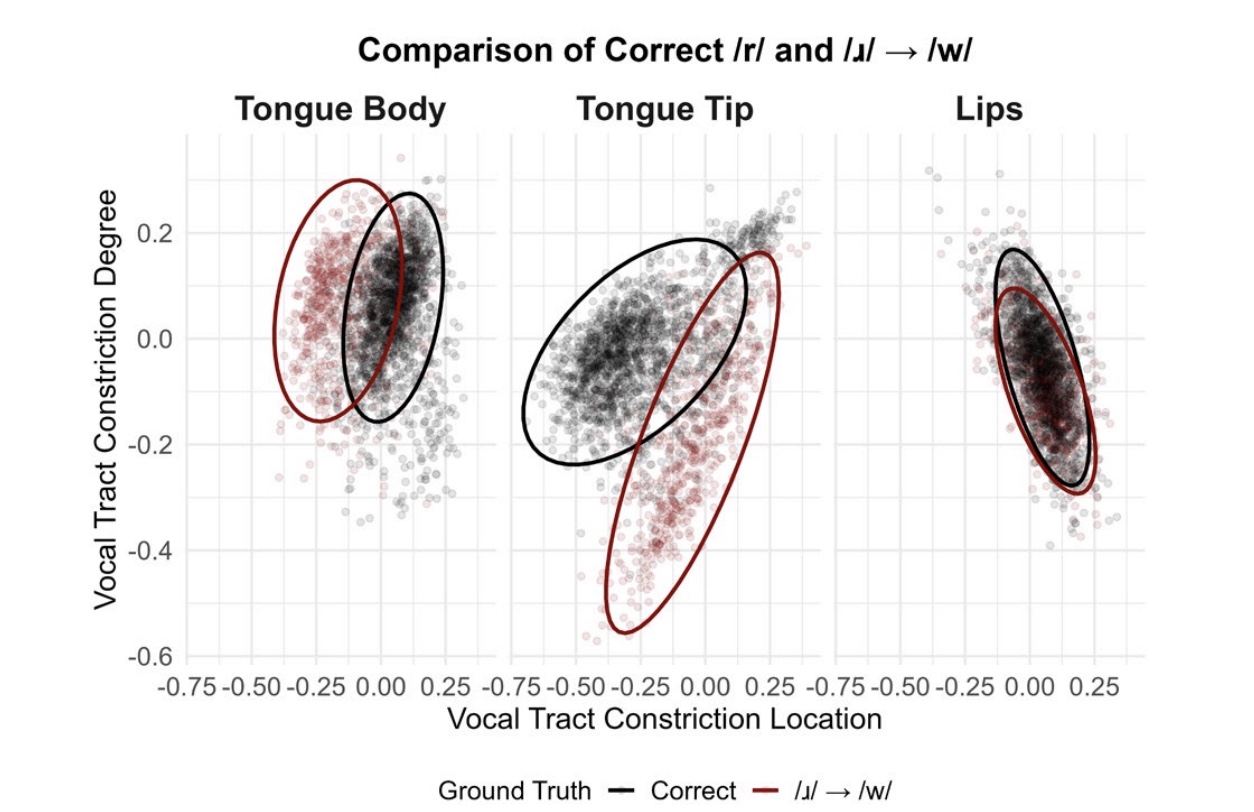 Comparison of Correct /r/ and /ɹ/ → /w/
Tongue Body Tongue Tip Lips
Vocal Tract Constriction Degree
0.2
0.0
-0.2
-0.4
-0.6
-0.75 -0.50 -0.25 0.00 0.25 -0.75 -0.50 -0.25 0.00 0.25 -0.75 -0.50 -0.25 0.00 0.25
Vocal Tract Constriction Location
Ground Truth Correct /ɹ/ → /w/